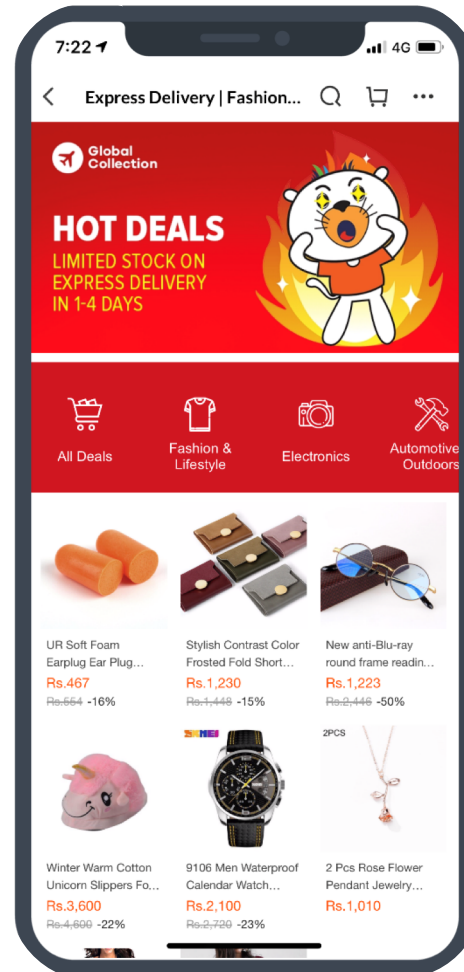 7:22
4G
Express Delivery | Fashion...
Global
Collection
HOT DEALS
LIMITED STOCK ON
EXPRESS DELIVERY
IN 1-4 DAYS
All Deals
Fashion &
Lifestyle
Electronics
Automotive
Outdoors
UR Soft Foam
Earplug Ear Plug...
Rs.467
Rs.554 -16%
Stylish Contrast Color
Frosted Fold Short...
Rs.1,230
Rs.1,448 -15%
New anti-Blu-ray
round frame readin...
Rs.1,223
Rs.2,446 -50%
SKMEI
2PCS
Winter Warm Cotton
Unicorn Slippers Fo...
Rs.3,600
Rs.4,600 -22%
9106 Men Waterproof
Calendar Watch...
Rs.2,100
Rs.2,720 -23%
2 Pcs Rose Flower
Pendant Jewelry...
Rs.1,010